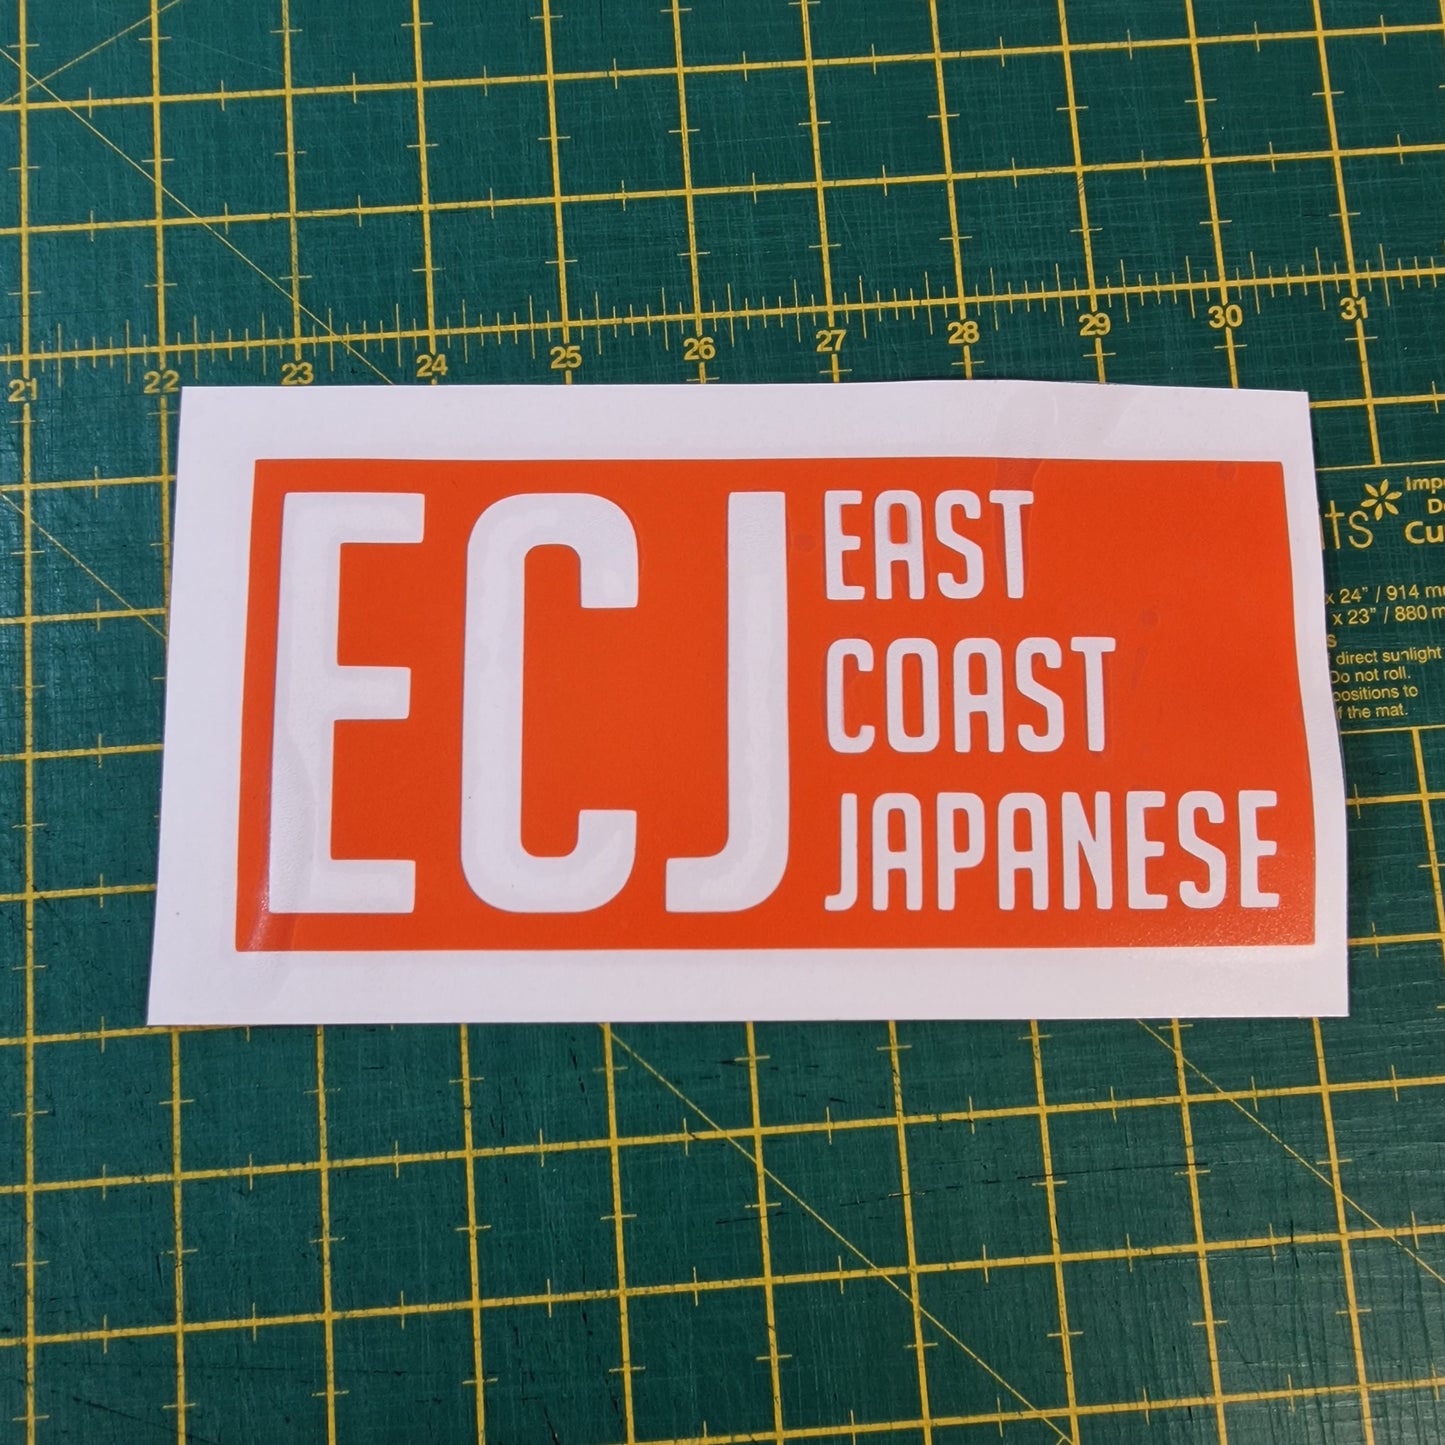 21 22 23 24 25 26 27 28 29 30 31
ECJ
EAST
COAST
JAPANESE
x 24" / 914 m
x 23" / 880 m
direct sunlight
Do not roll.
positions to
f the mat.